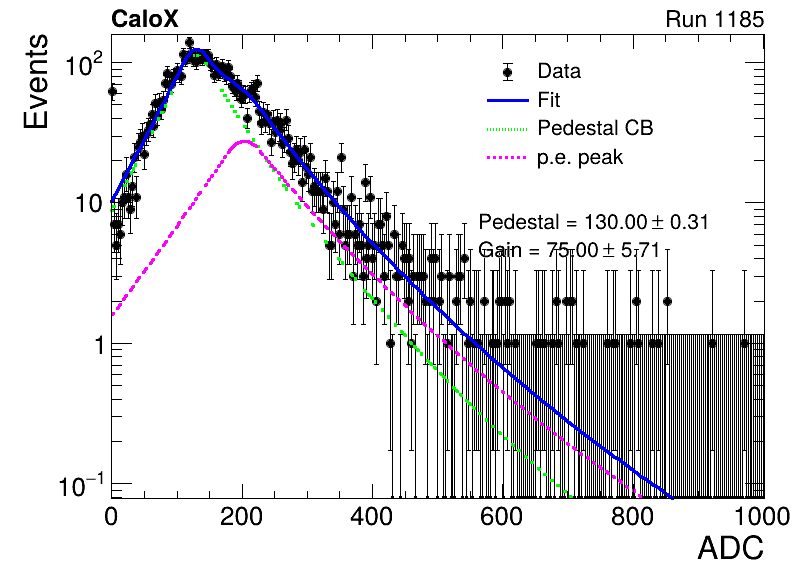 CaloX Run 1185
Events
10²
10
1
10⁻¹
Data
Fit
Pedestal CB
p.e. peak
Pedestal = 130.00 ± 0.31
Gain = 75.00 ± 5.71
0 200 400 600 800 1000
ADC